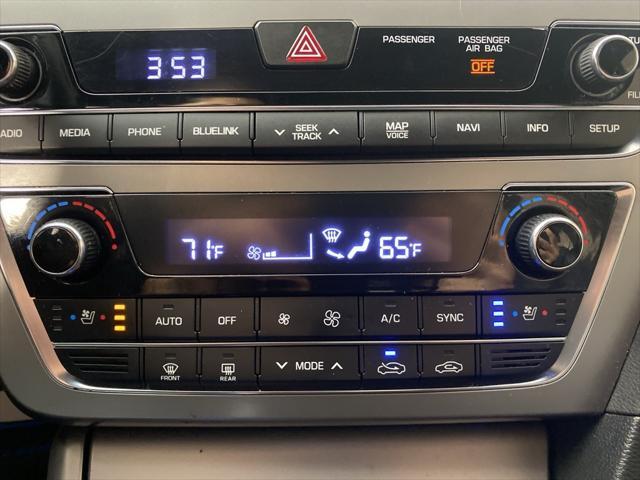 3:53
PASSENGER
PASSENGER
AIR BAG
OFF
RADIO
MEDIA
PHONE
BLUELINK
SEEK
TRACK
MAP
VOICE
NAVI
INFO
SETUP
71°F
65°F
AUTO
OFF
A/C
SYNC
FRONT
REAR
MODE